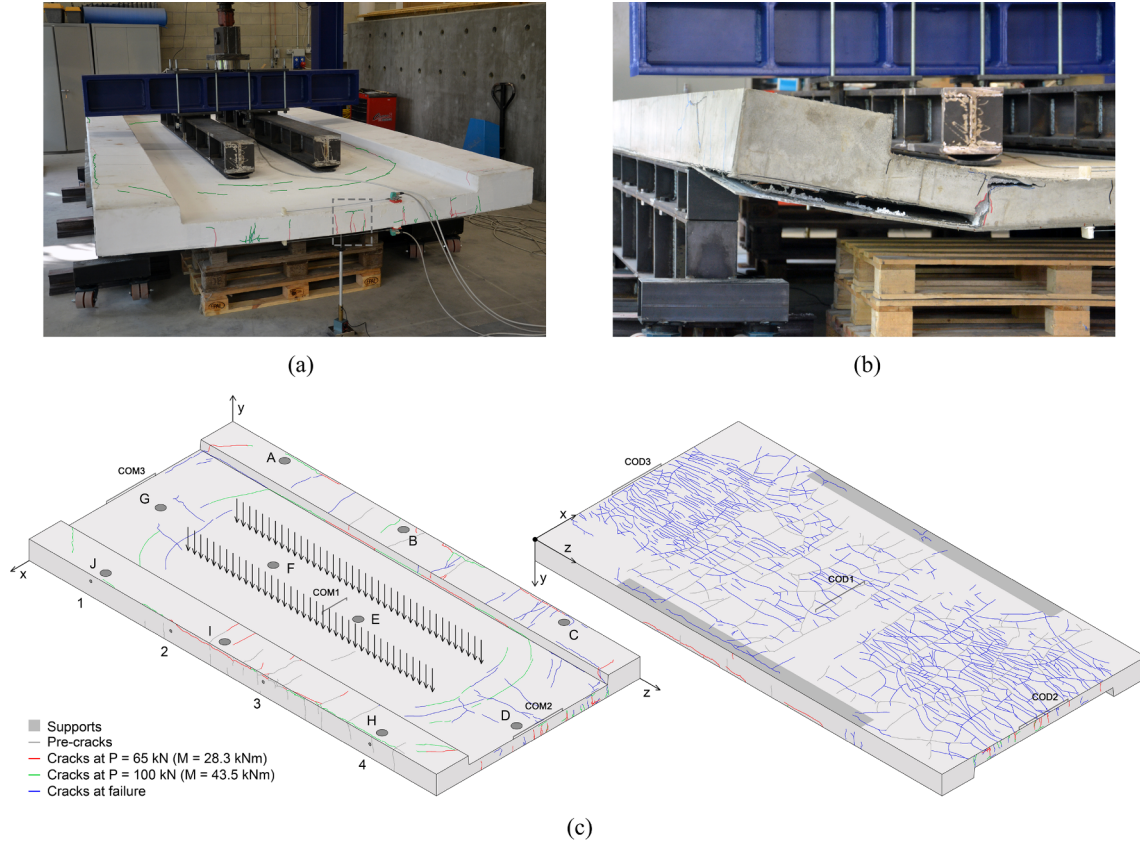 (a)
(b)
y
COM3
A
G
B
J
F
COM1
x
1
E
I
C
2
z
3
COM2
D
H
4
Supports
Pre-cracks
Cracks at P = 65 kN (M = 28.3 kNm)
Cracks at P = 100 kN (M = 43.5 kNm)
Cracks at failure
COD3
x
z
y
COD1
COD2
(c)